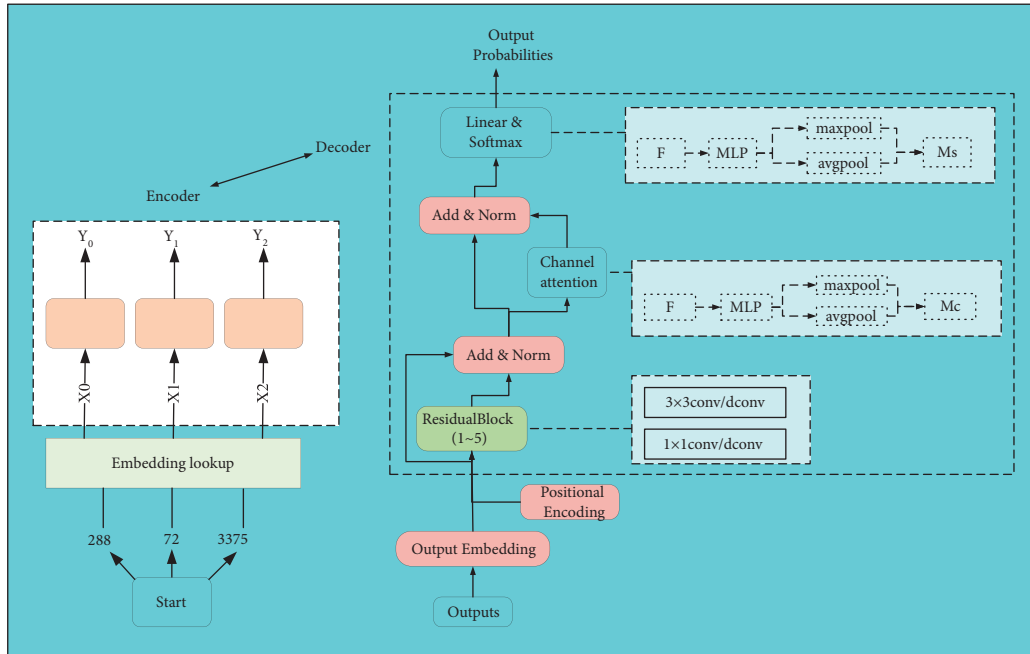 Output
Probabilities
Linear &
Softmax
F
MLP
maxpool
avgpool
Ms
Decoder
Encoder
Add & Norm
Y0
Y1
Y2
Channel
attention
F
MLP
maxpool
avgpool
Mc
Add & Norm
X0
X1
X2
ResidualBlock
(1~5)
3×3conv/dconv
1×1conv/dconv
Embedding lookup
Positional
Encoding
288
72
3375
Output Embedding
Start
Outputs